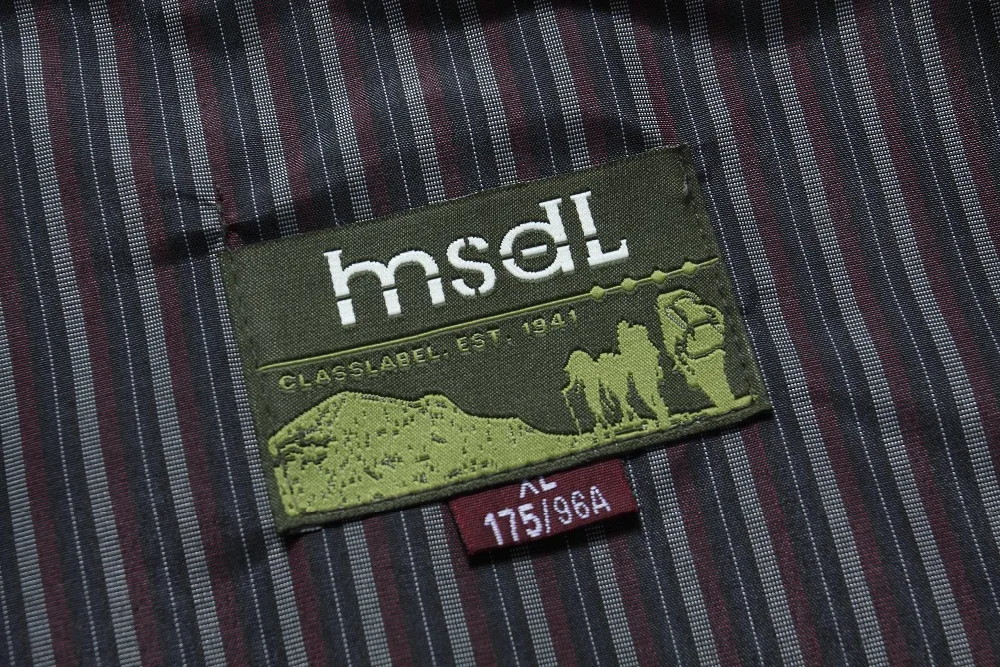 msdL
CLASSLABEL. EST. 1941
XL
175/96A